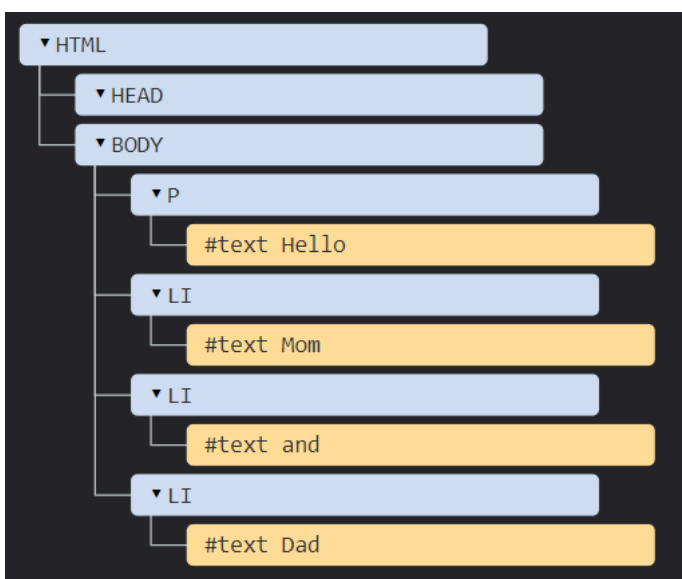 HTML
HEAD
BODY
P
#text Hello
LI
#text Mom
LI
#text and
LI
#text Dad